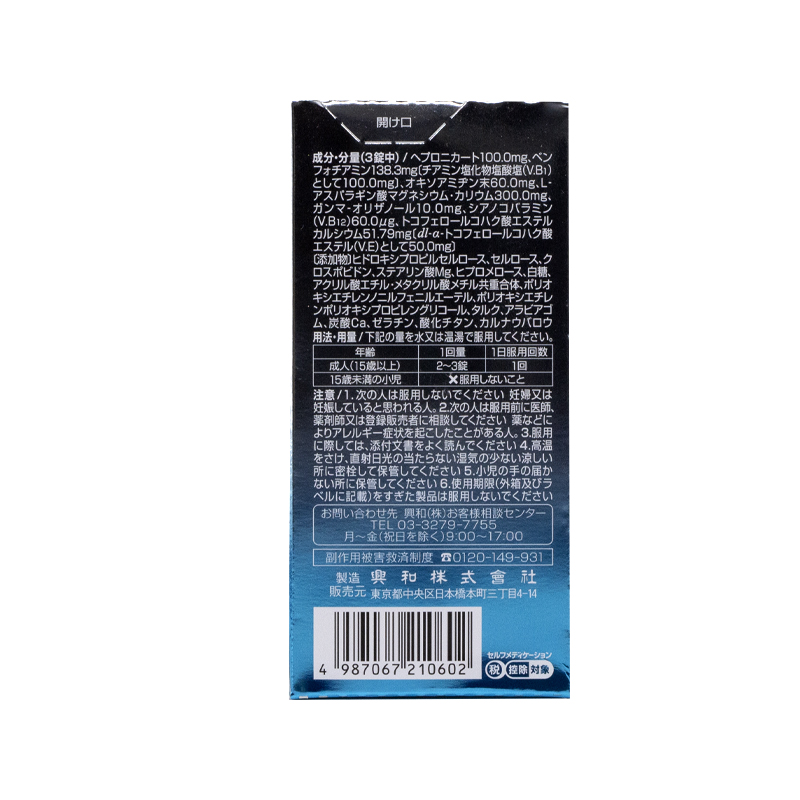 開け口
成分・分量(3錠中)/ヘプロニカート100.0mg、ベン
フォチアミン138.3mg〔チアミン塩化物塩酸塩(V.B1)
として100.0mg〕、オキソアミヂン末60.0mg、L-
アスパラギン酸マグネシウム・カリウム300.0mg、
ガンマ-オリザノール10.0mg、シアノコバラミン
(V.B12)60.0μg、トコフェロールコハク酸エステル
カルシウム51.79mg〔dl-α-トコフェロールコハク酸
エステル(V.E)として50.0mg〕
〔添加物〕ヒドロキシプロピルセルロース、セルロース、ク
ロスポビドン、ステアリン酸Mg、ヒプロメロース、白糖、
アクリル酸エチル・メタクリル酸メチル共重合体、ポリオ
キシエチレンノニルフェニルエーテル、ポリオキシエチレ
ンポリオキシプロピレングリコール、タルク、アラビアゴ
ム、炭酸Ca、ゼラチン、酸化チタン、カルナウバロウ
用法・用量/下記の量を水又は温湯で服用してください。
年齢 1回量 1日服用回数
成人(15歳以上) 2〜3錠 1回
15歳未満の小児 ✖服用しないこと
注意/1.次の人は服用しないでください 妊婦又は
妊娠していると思われる人。2.次の人は服用前に医師、
薬剤師又は登録販売者に相談してください 薬などに
よりアレルギー症状を起こしたことがある人。3.服用
に際しては、添付文書をよく読んでください 4.高温
をさけ、直射日光の当たらない湿気の少ない涼しい
所に密栓して保管してください 5.小児の手の届か
ない所に保管してください 6.使用期限(外箱及びラ
ベルに記載)をすぎた製品は服用しないでください
お問い合わせ先 興和(株)お客様相談センター
TEL 03-3279-7755
月〜金(祝日を除く)9:00〜17:00
副作用被害救済制度 ☎0120-149-931
製造 興和株式會社
販売元 東京都中央区日本橋本町三丁目4-14
4 987067 210602
セルフメディケーション
税 控除 対象